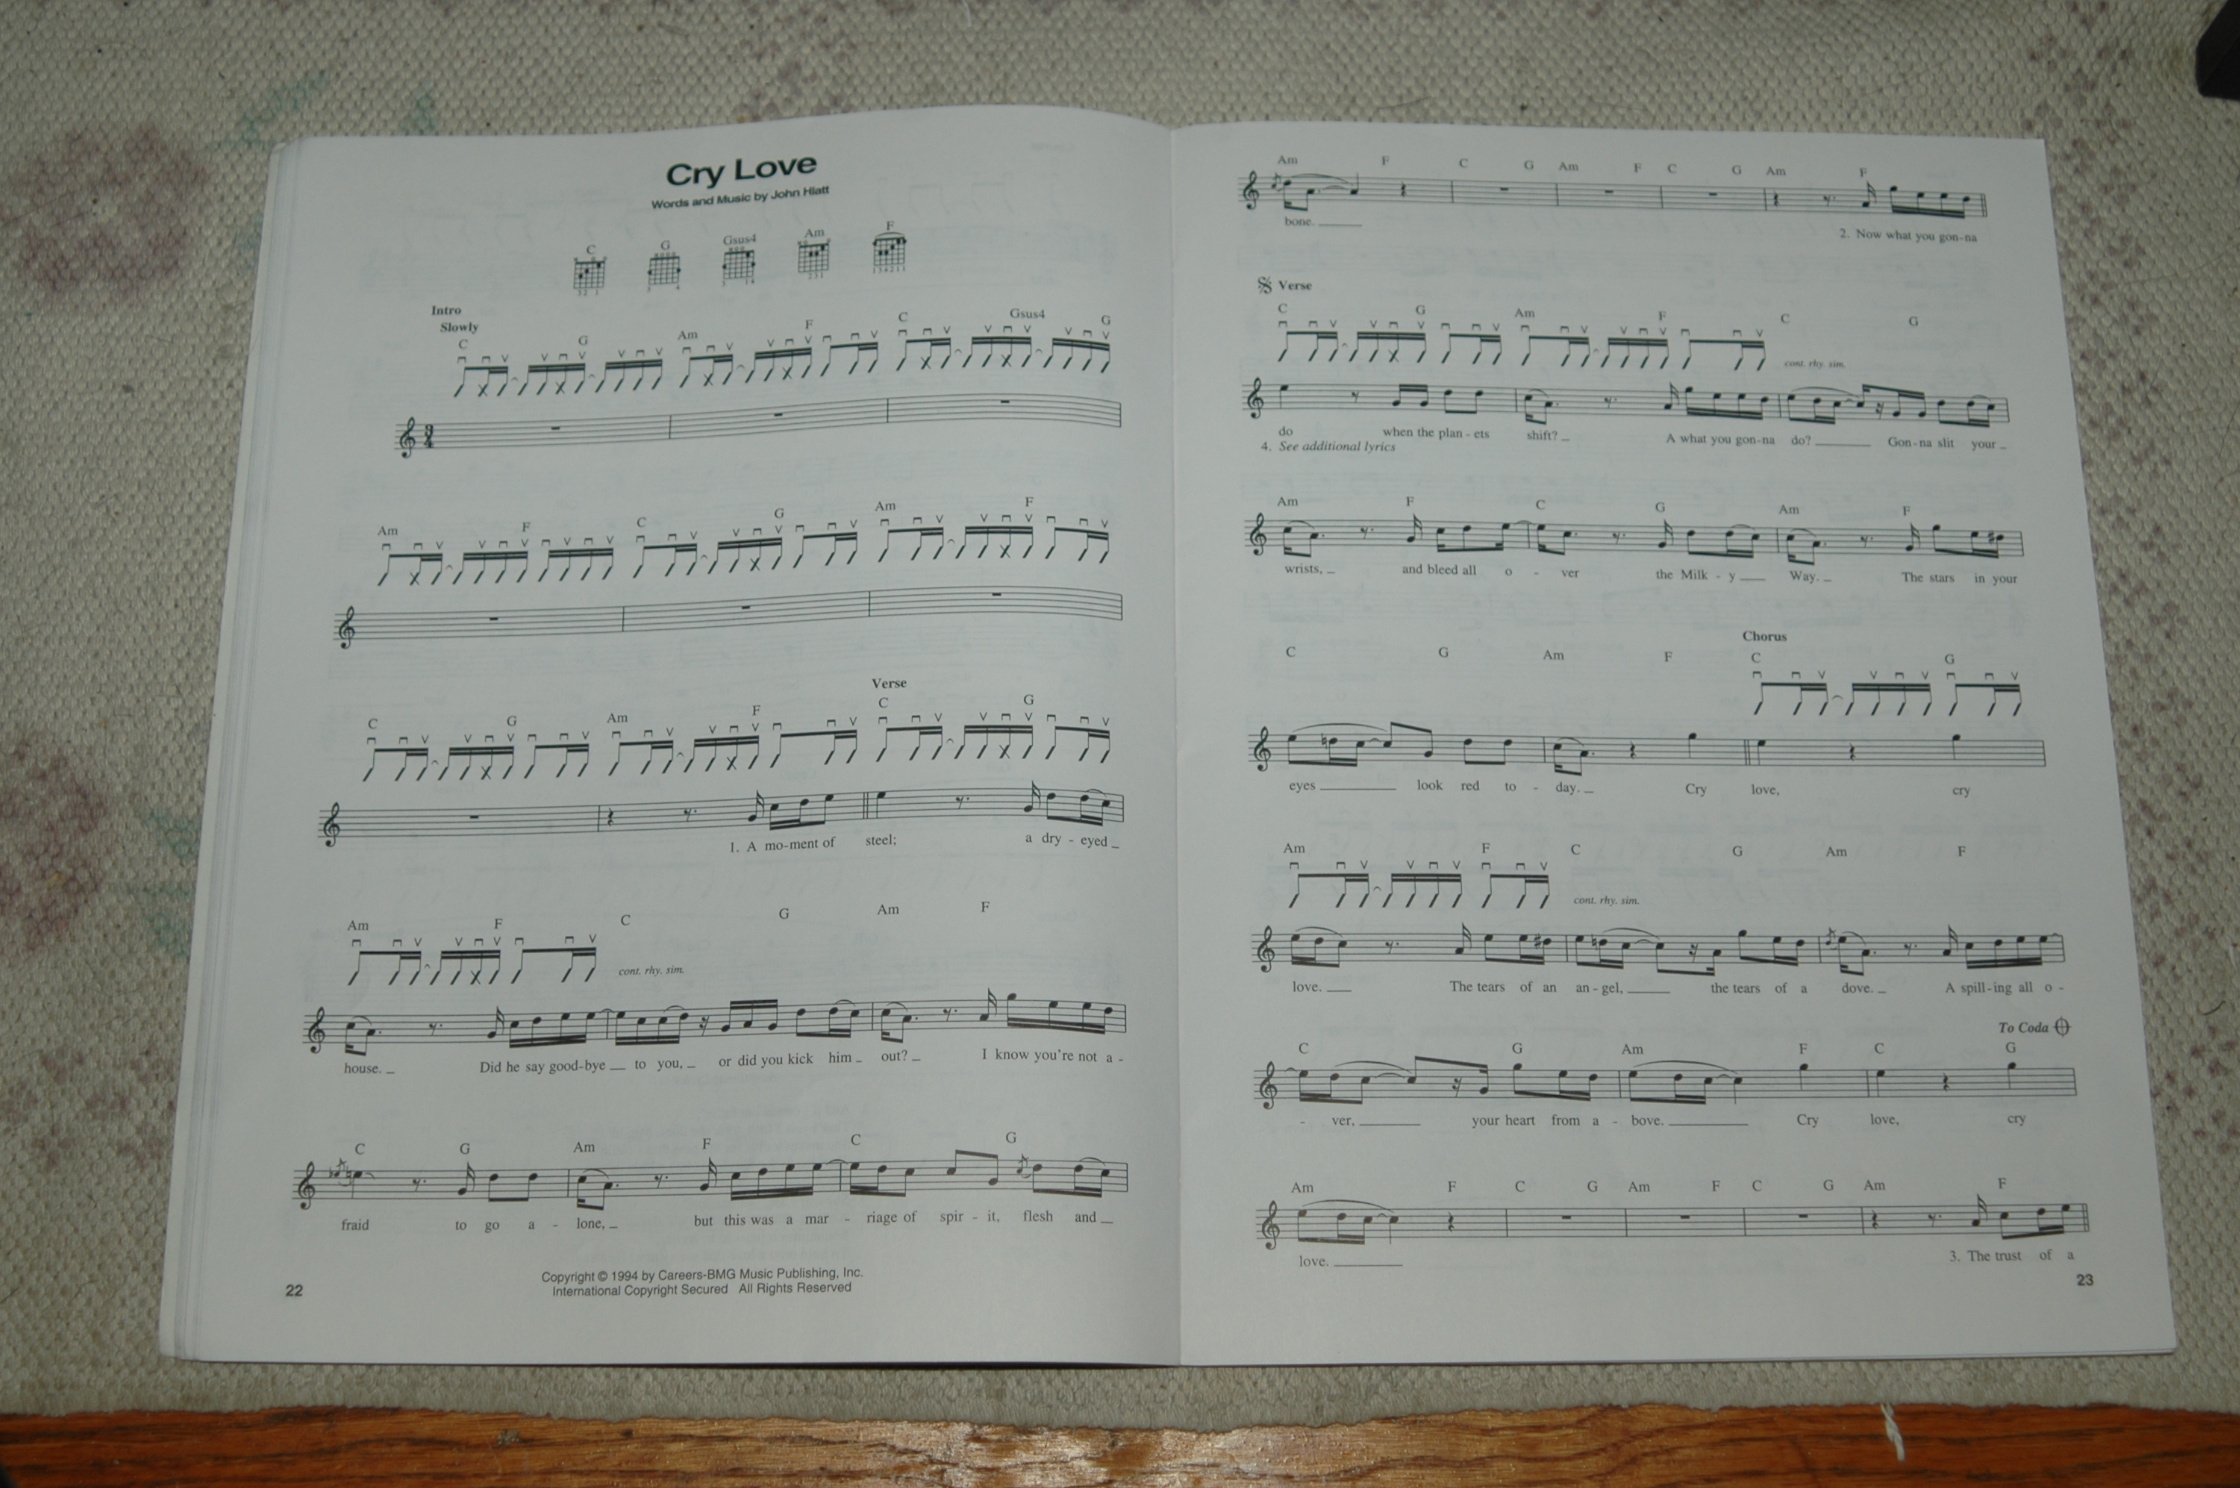 Cry Love
Words and Music by John Hiatt
C G Gsus4 Am F
Intro
Slowly
C G Am F C Gsus4 G
3
4
Am F C G Am F
Verse
C G Am F C G
1. A mo-ment of steel; a dry - eyed
Am F C G Am F
cont. rhy. sim.
house. Did he say good-bye to you, or did you kick him out? I know you're not a -
C G Am F C G
fraid to go a - lone, but this was a mar - riage of spir - it, flesh and
Copyright © 1994 by Careers-BMG Music Publishing, Inc.
International Copyright Secured All Rights Reserved
22
Am F C G Am F C G Am F
bone.
2. Now what you gon-na
Verse
C G Am F C G
cont. rhy. sim.
do when the plan - ets shift? A what you gon-na do? Gon-na slit your
4. See additional lyrics
Am F C G Am F
wrists, and bleed all o - ver the Milk - y Way. The stars in your
Chorus
C G Am F C G
eyes look red to - day. Cry love, cry
Am F C G Am F
cont. rhy. sim.
love. The tears of an an - gel, the tears of a dove. A spill-ing all o -
To Coda
C G Am F C G
- ver, your heart from a - bove. Cry love, cry
Am F C G Am F C G Am F
love. 3. The trust of a
23